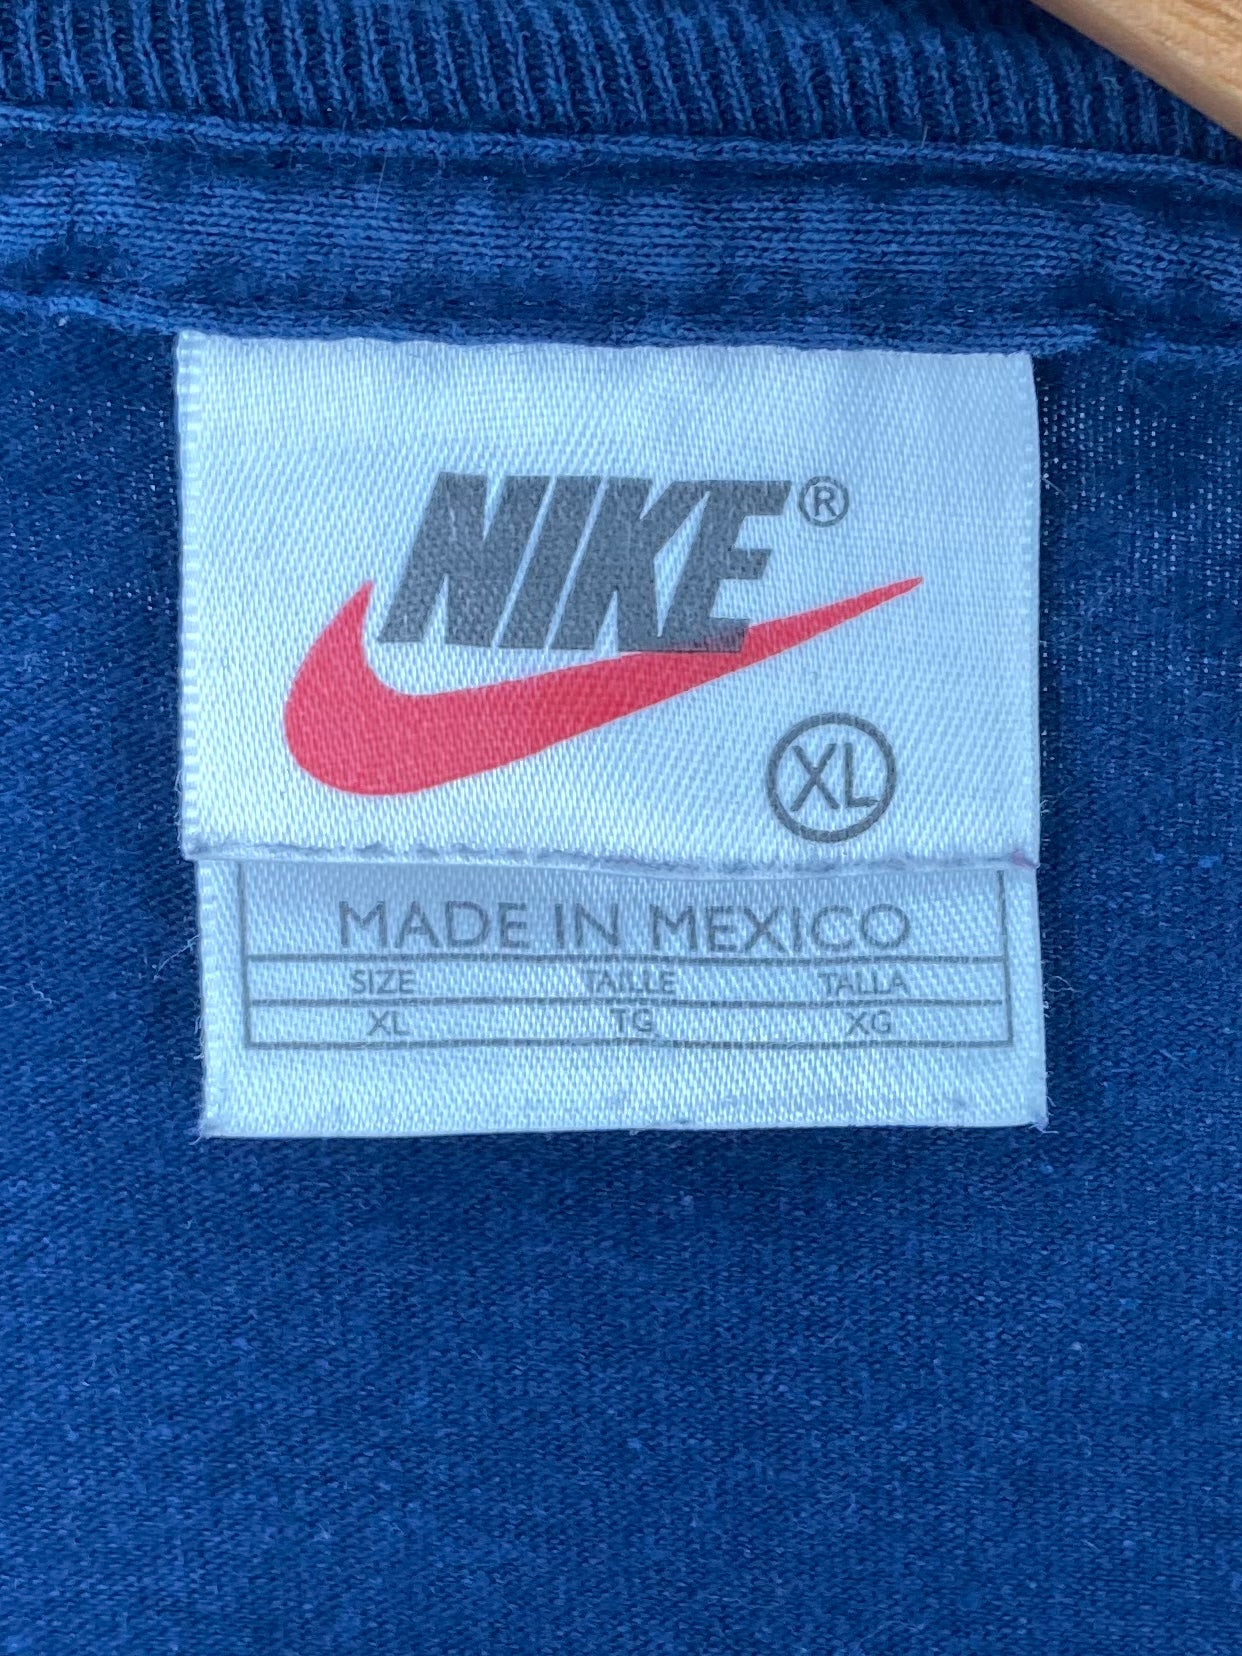 NIKE®
XL
MADE IN MEXICO
SIZE TAILLE TALLA
XL TG XG